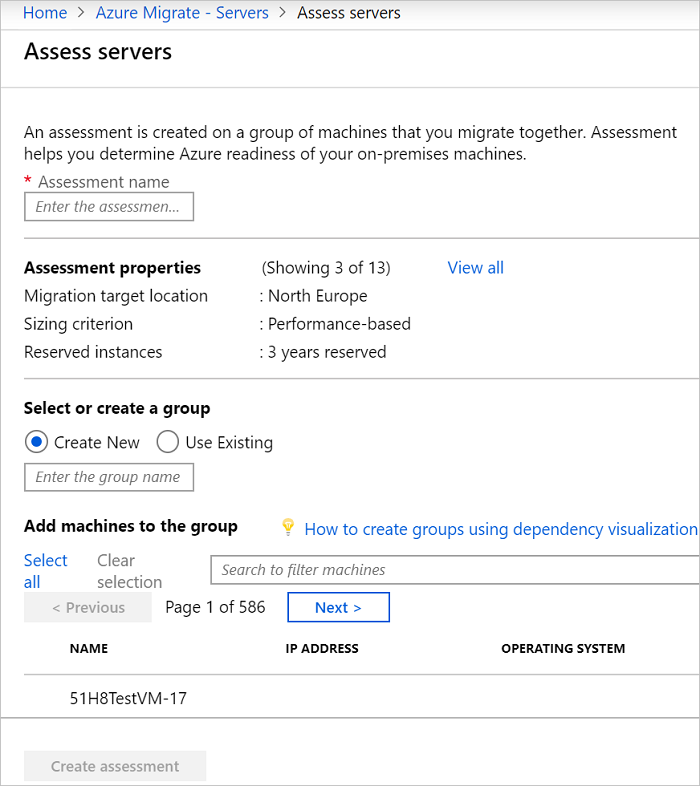 Home > Azure Migrate - Servers > Assess servers
Assess servers
An assessment is created on a group of machines that you migrate together. Assessment
helps you determine Azure readiness of your on-premises machines.
* Assessment name
Enter the assessmen...
Assessment properties (Showing 3 of 13) View all
Migration target location : North Europe
Sizing criterion : Performance-based
Reserved instances : 3 years reserved
Select or create a group
Create New Use Existing
Enter the group name
Add machines to the group How to create groups using dependency visualization
Select all Clear selection Search to filter machines
< Previous Page 1 of 586 Next >
NAME IP ADDRESS OPERATING SYSTEM
51H8TestVM-17
Create assessment